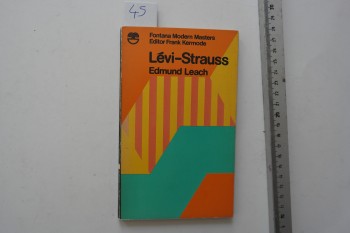 45
Fontana Modern Masters
Editor Frank Kermode
Lévi-Strauss
Edmund Leach